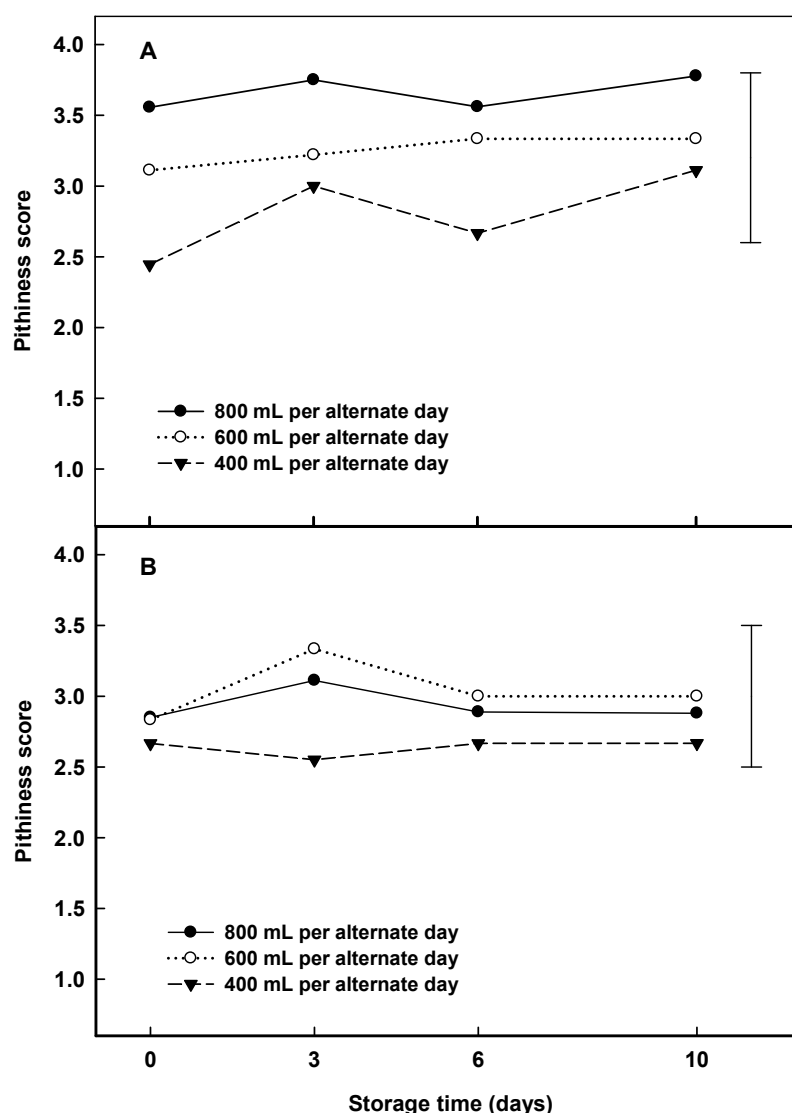 A
4.0
3.5
3.0
2.5
2.0
1.5
1.0
Pithiness score
800 mL per alternate day
600 mL per alternate day
400 mL per alternate day
B
4.0
3.5
3.0
2.5
2.0
1.5
1.0
Pithiness score
800 mL per alternate day
600 mL per alternate day
400 mL per alternate day
0 3 6 10
Storage time (days)